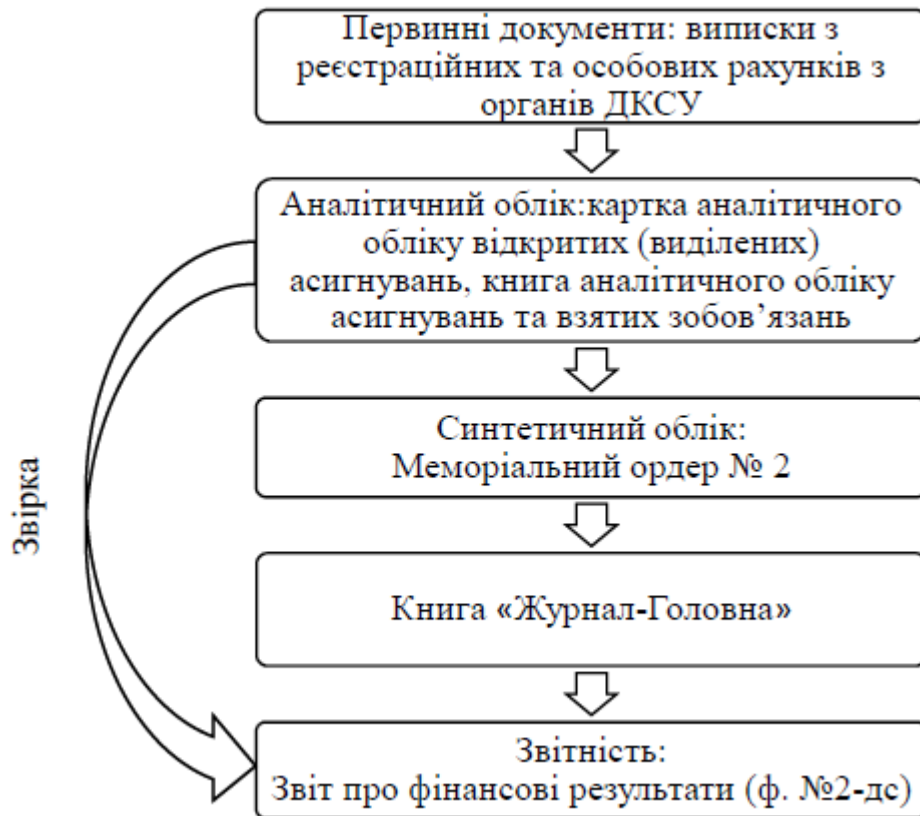 Первинні документи: виписки з
реєстраційних та особових рахунків з
органів ДКСУ
Аналітичний облік:картка аналітичного
обліку відкритих (виділених)
асигнувань, книга аналітичного обліку
асигнувань та взятих зобов’язань
Синтетичний облік:
Меморіальний ордер № 2
Звірка
Книга «Журнал-Головна»
Звітність:
Звіт про фінансові результати (ф. №2-дс)